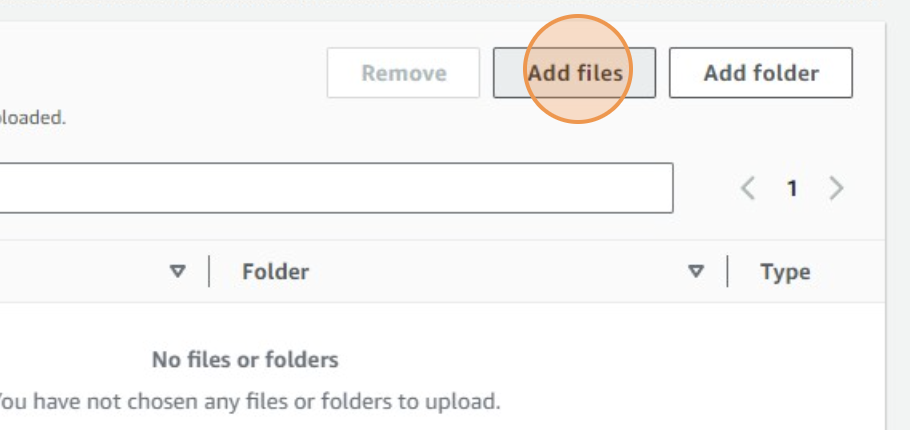 Remove Add files Add folder
loaded.
1
Folder Type
No files or folders
You have not chosen any files or folders to upload.